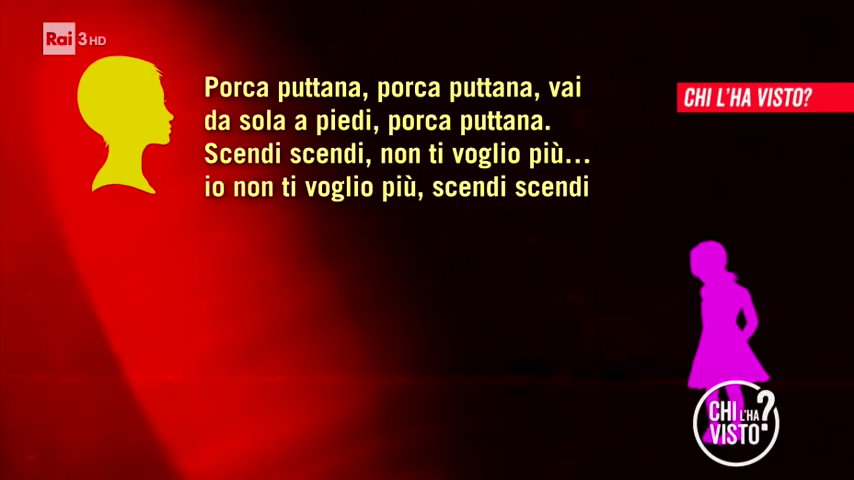 Rai 3HD
Porca puttana, porca puttana, vai
da sola a piedi, porca puttana.
Scendi scendi, non ti voglio più...
io non ti voglio più, scendi scendi
CHI L'HA VISTO?
CHI L'HA
VISTO?